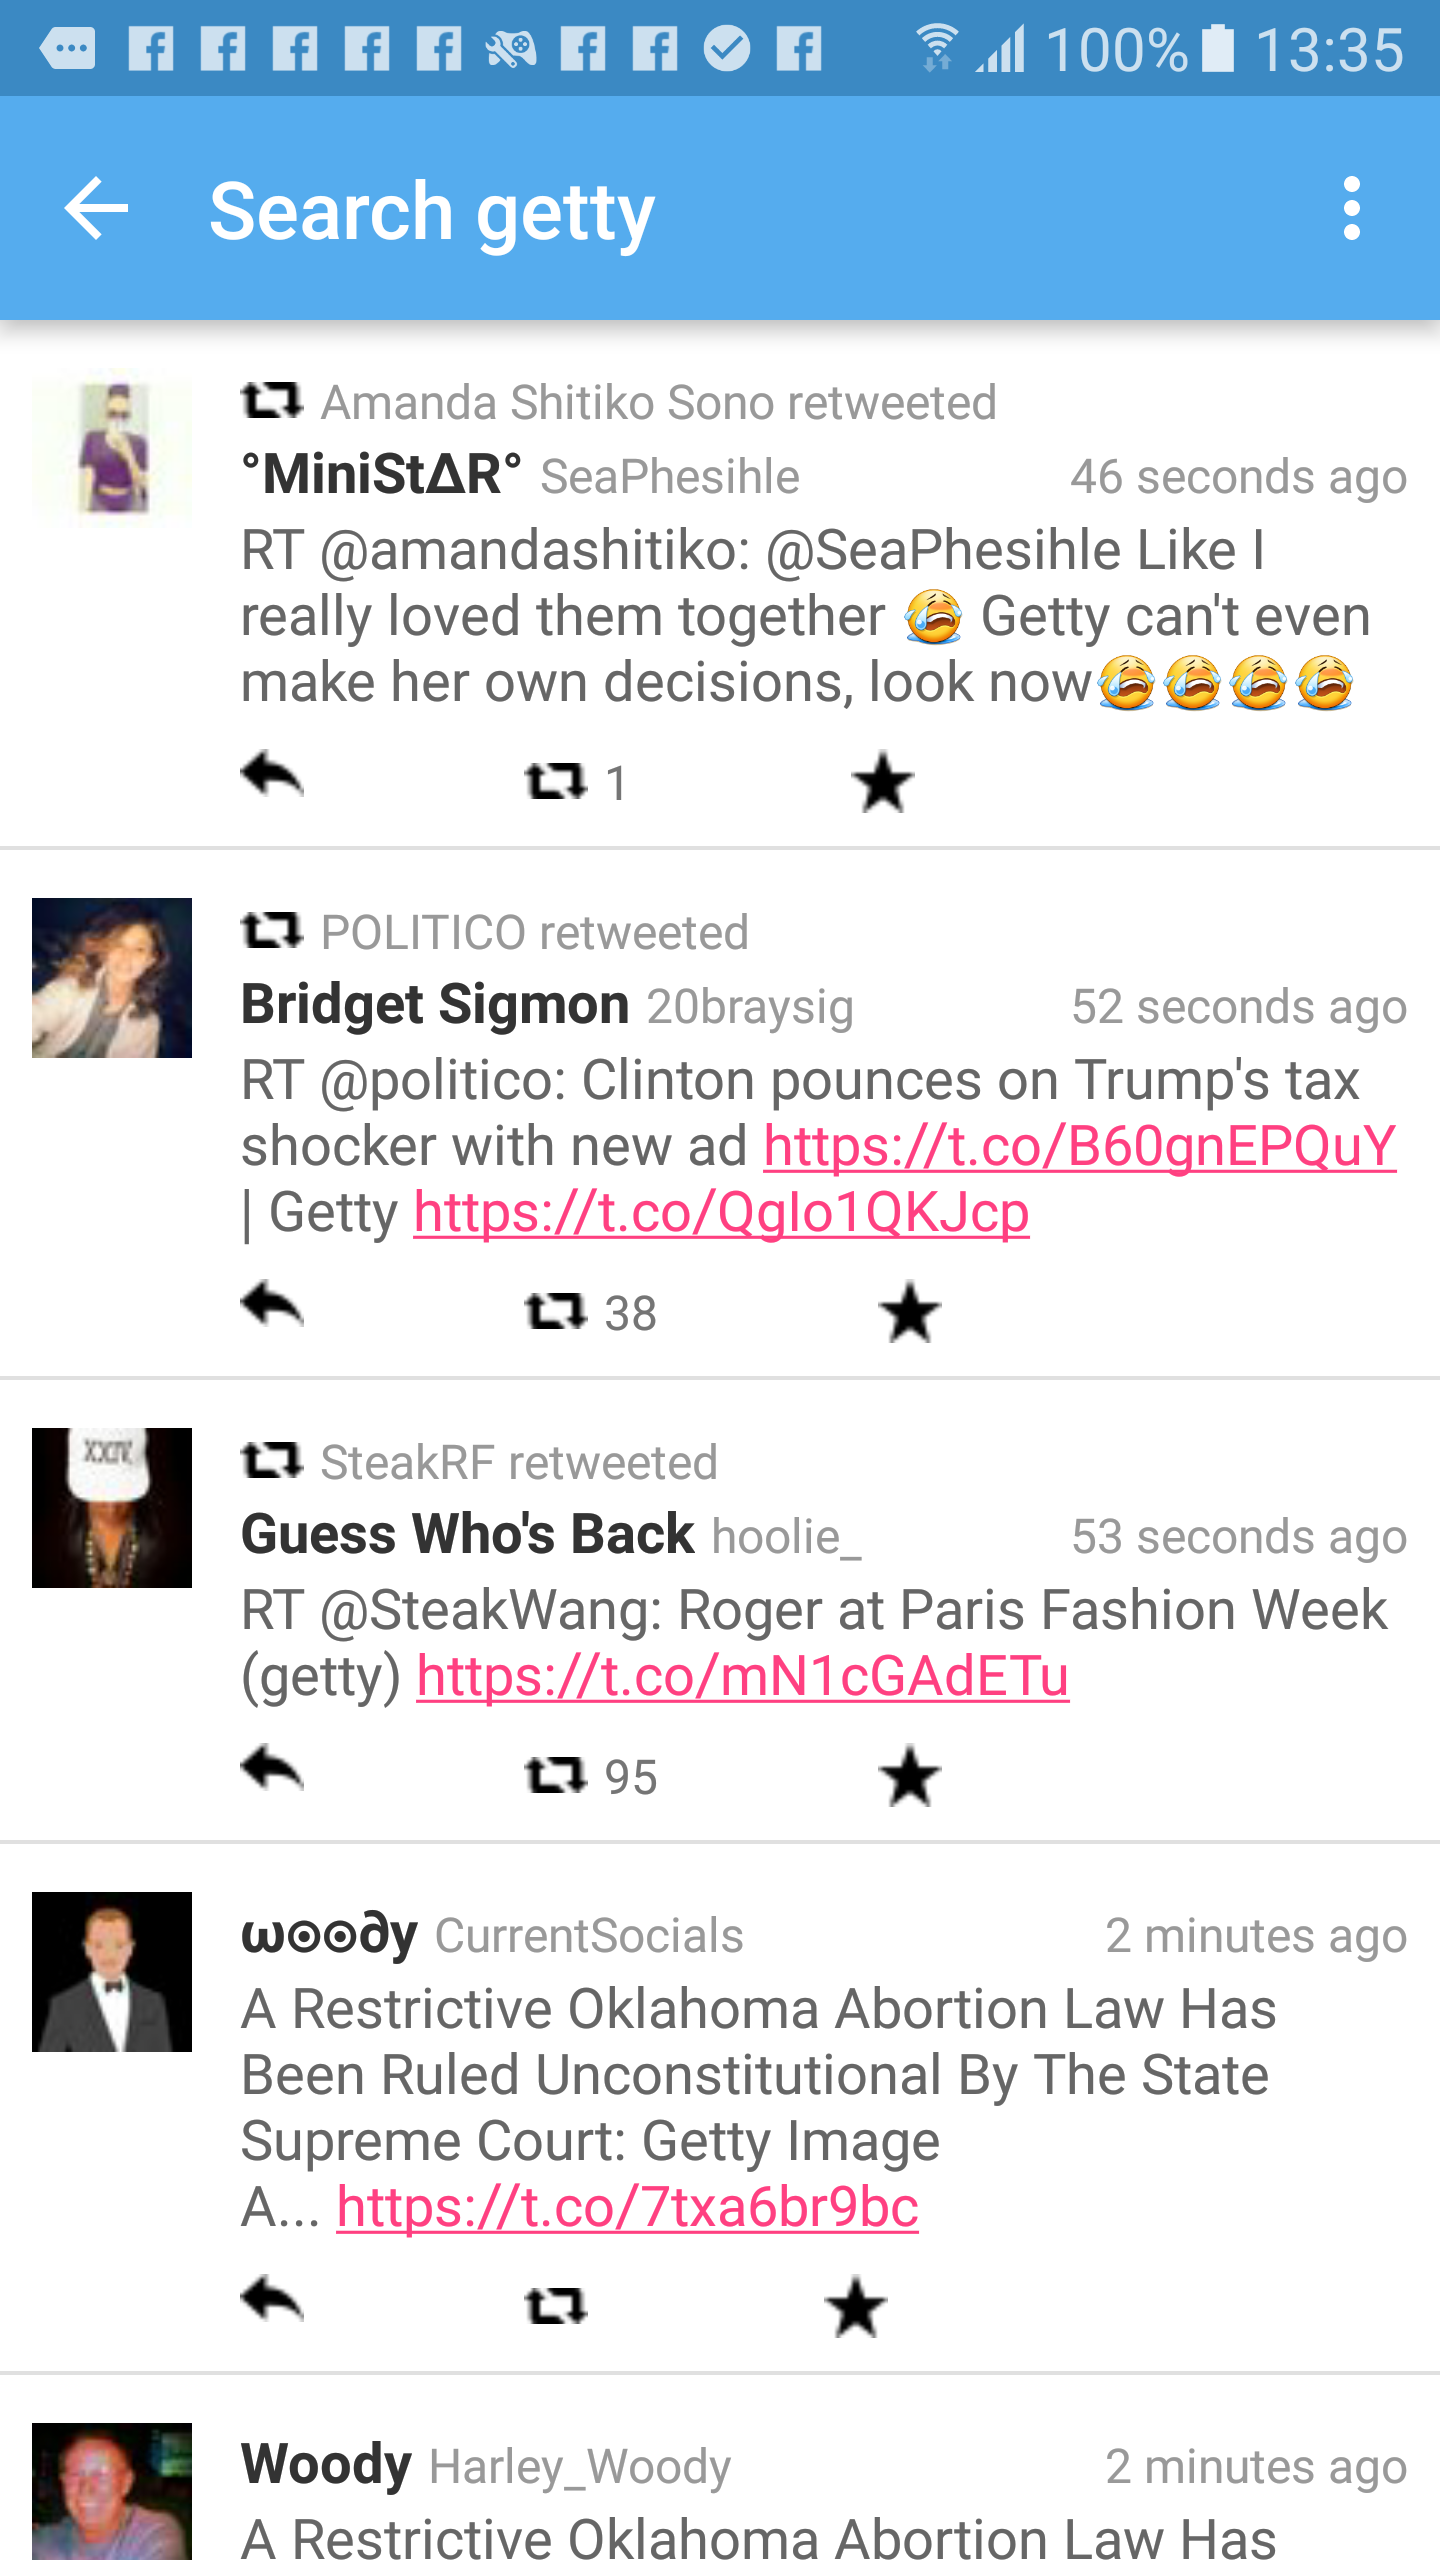 100% 13:35
Search getty
Amanda Shitiko Sono retweeted
°MiniStΔR° SeaPhesihle 46 seconds ago
RT @amandashitiko: @SeaPhesihle Like I
really loved them together 😭 Getty can't even
make her own decisions, look now😭😭😭😭
1
POLITICO retweeted
Bridget Sigmon 20braysig 52 seconds ago
RT @politico: Clinton pounces on Trump's tax
shocker with new ad https://t.co/B60gnEPQuY
| Getty https://t.co/QgIo1QKJcp
38
XXIV
SteakRF retweeted
Guess Who's Back hoolie_ 53 seconds ago
RT @SteakWang: Roger at Paris Fashion Week
(getty) https://t.co/mN1cGAdETu
95
ω⊙⊙∂y CurrentSocials 2 minutes ago
A Restrictive Oklahoma Abortion Law Has
Been Ruled Unconstitutional By The State
Supreme Court: Getty Image
A... https://t.co/7txa6br9bc
Woody Harley_Woody 2 minutes ago
A Restrictive Oklahoma Abortion Law Has